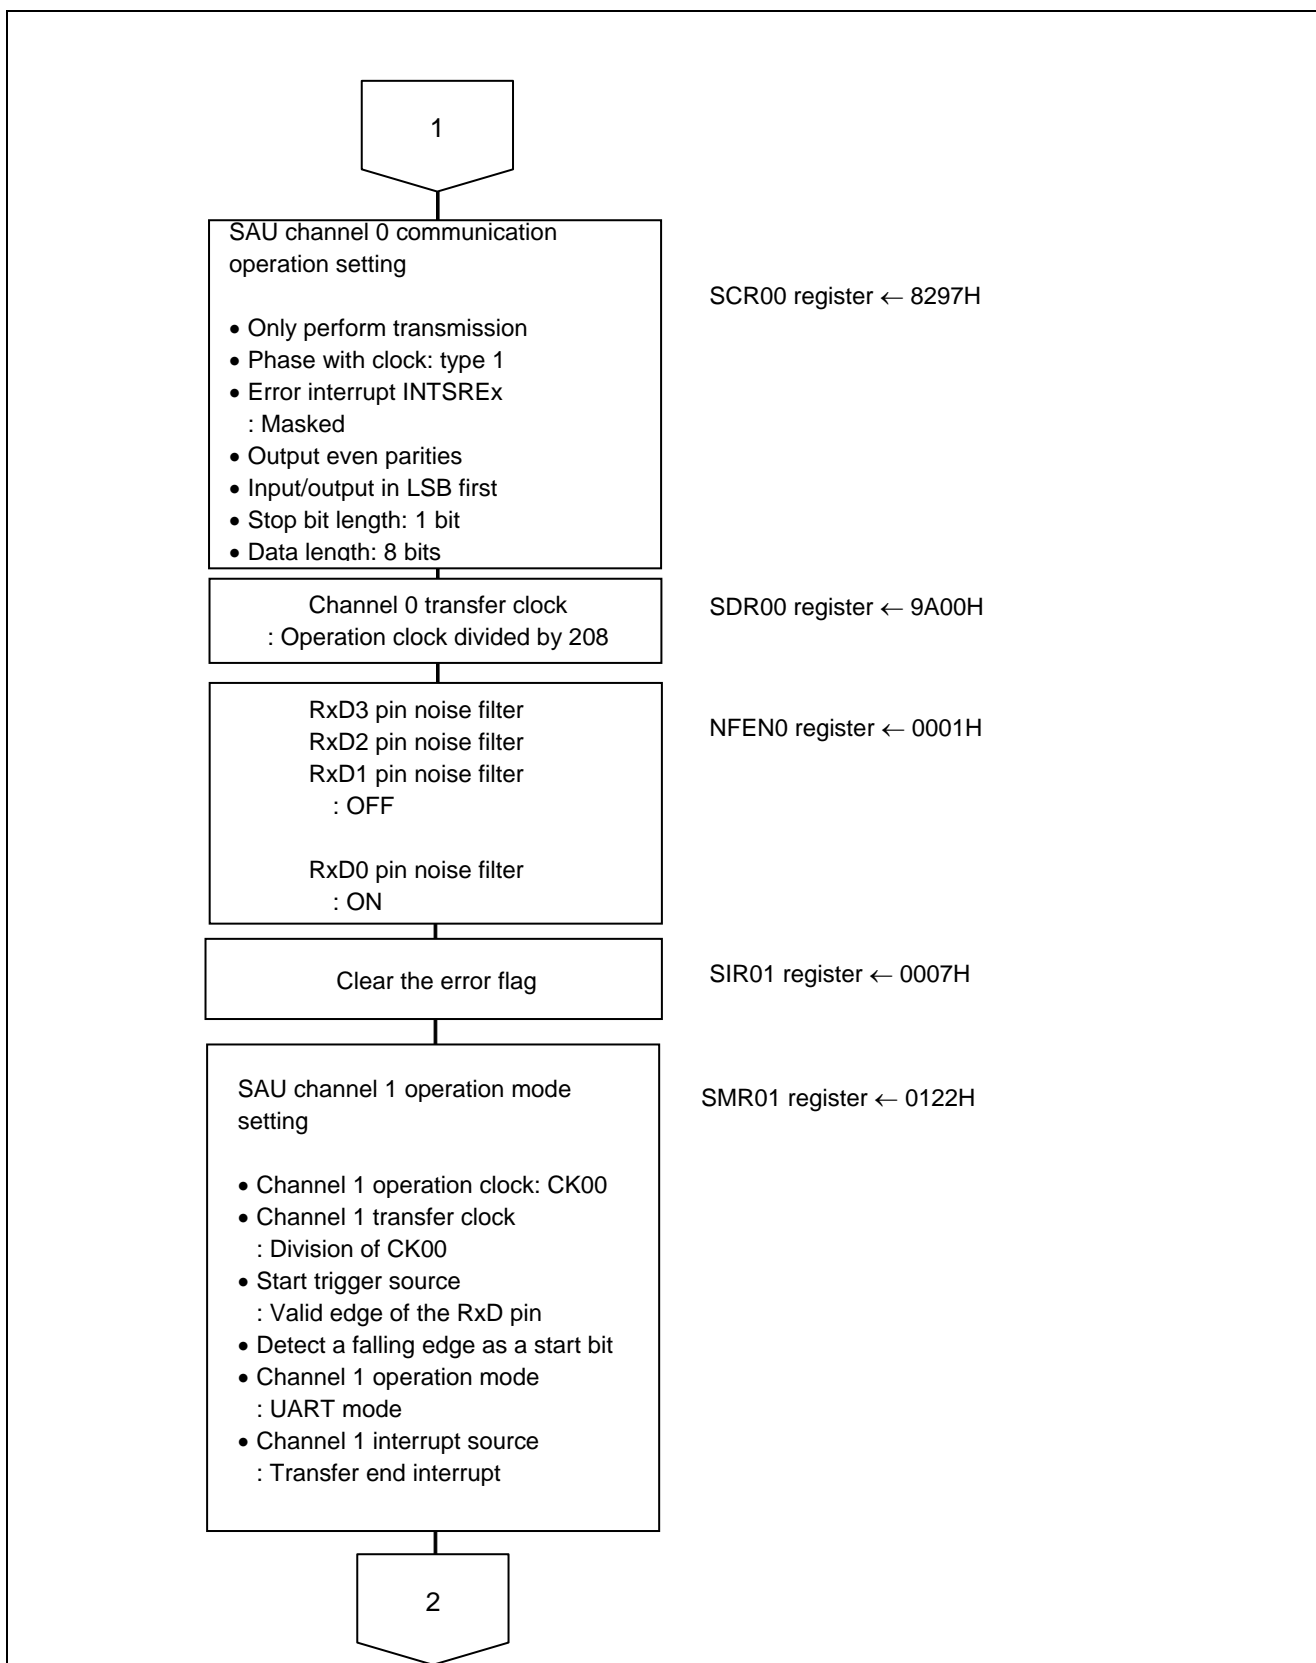 1
SAU channel 0 communication
operation setting
• Only perform transmission
• Phase with clock: type 1
• Error interrupt INTSREx
: Masked
• Output even parities
• Input/output in LSB first
• Stop bit length: 1 bit
• Data length: 8 bits
SCR00 register ← 8297H
Channel 0 transfer clock
: Operation clock divided by 208
SDR00 register ← 9A00H
RxD3 pin noise filter
RxD2 pin noise filter
RxD1 pin noise filter
: OFF
RxD0 pin noise filter
: ON
NFEN0 register ← 0001H
Clear the error flag
SIR01 register ← 0007H
SAU channel 1 operation mode
setting
• Channel 1 operation clock: CK00
• Channel 1 transfer clock
: Division of CK00
• Start trigger source
: Valid edge of the RxD pin
• Detect a falling edge as a start bit
• Channel 1 operation mode
: UART mode
• Channel 1 interrupt source
: Transfer end interrupt
SMR01 register ← 0122H
2